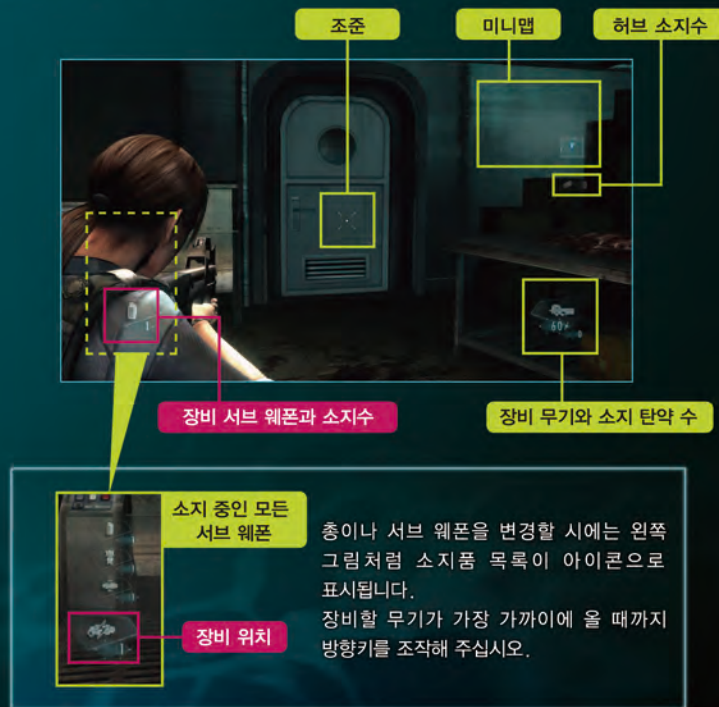 조준
미니맵
허브 소지수
1
60
장비 서브 웨폰과 소지수
장비 무기와 소지 탄약 수
소지 중인 모든
서브 웨폰
총이나 서브 웨폰을 변경할 시에는 왼쪽
그림처럼 소지품 목록이 아이콘으로
표시됩니다.
장비할 무기가 가장 가까이에 올 때까지
방향키를 조작해 주십시오.
장비 위치
1